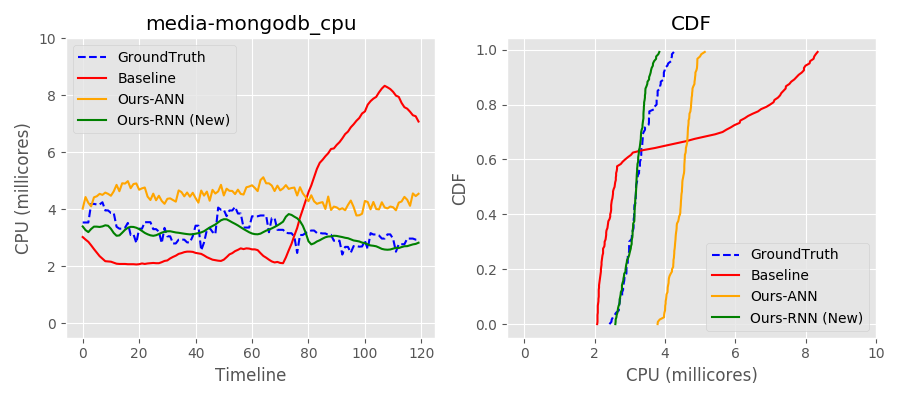 media-mongodb_cpu
10
8
6
4
2
0
CPU (millicores)
GroundTruth
Baseline
Ours-ANN
Ours-RNN (New)
0 20 40 60 80 100 120
Timeline
CDF
1.0
0.8
0.6
0.4
0.2
0.0
CDF
GroundTruth
Baseline
Ours-ANN
Ours-RNN (New)
0 2 4 6 8 10
CPU (millicores)